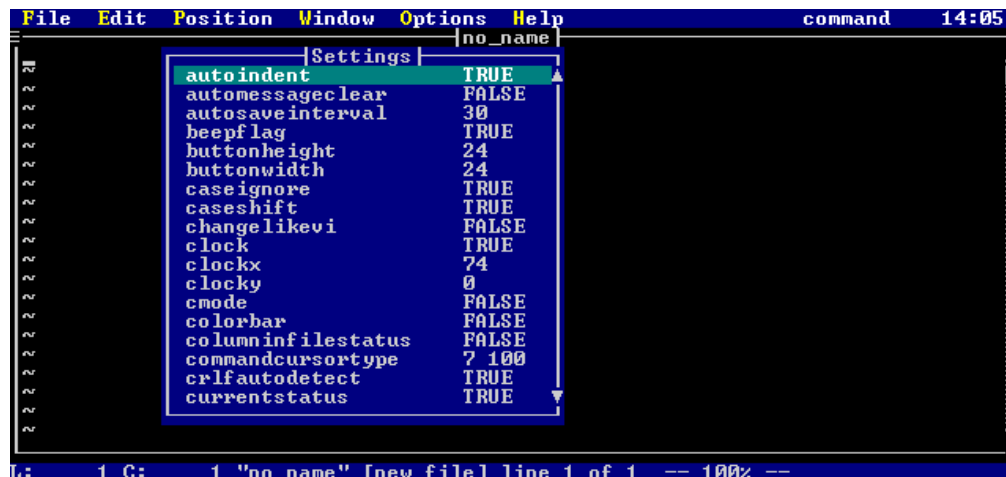 File Edit Position Window Options Help command 14:05
no_name
Settings
autoindent TRUE
automessageclear FALSE
autosaveinterval 30
beepflag TRUE
buttonheight 24
buttonwidth 24
caseignore TRUE
caseshift TRUE
changelikevi FALSE
clock TRUE
clockx 74
clocky 0
cmode FALSE
colorbar FALSE
columninfilestatus FALSE
commandcursortype 7 100
crlfautodetect TRUE
currentstatus TRUE
L: 1 C: 1 "no_name" [new file] line 1 of 1 -- 100% --